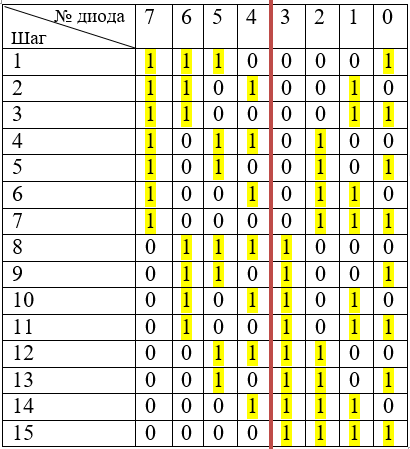 № диода 7 6 5 4 3 2 1 0
Шаг
1 1 1 1 0 0 0 0 1
2 1 1 0 1 0 0 1 0
3 1 1 0 0 0 0 1 1
4 1 0 1 1 0 1 0 0
5 1 0 1 0 0 1 0 1
6 1 0 0 1 0 1 1 0
7 1 0 0 0 0 1 1 1
8 0 1 1 1 1 0 0 0
9 0 1 1 0 1 0 0 1
10 0 1 0 1 1 0 1 0
11 0 1 0 0 1 0 1 1
12 0 0 1 1 1 1 0 0
13 0 0 1 0 1 1 0 1
14 0 0 0 1 1 1 1 0
15 0 0 0 0 1 1 1 1